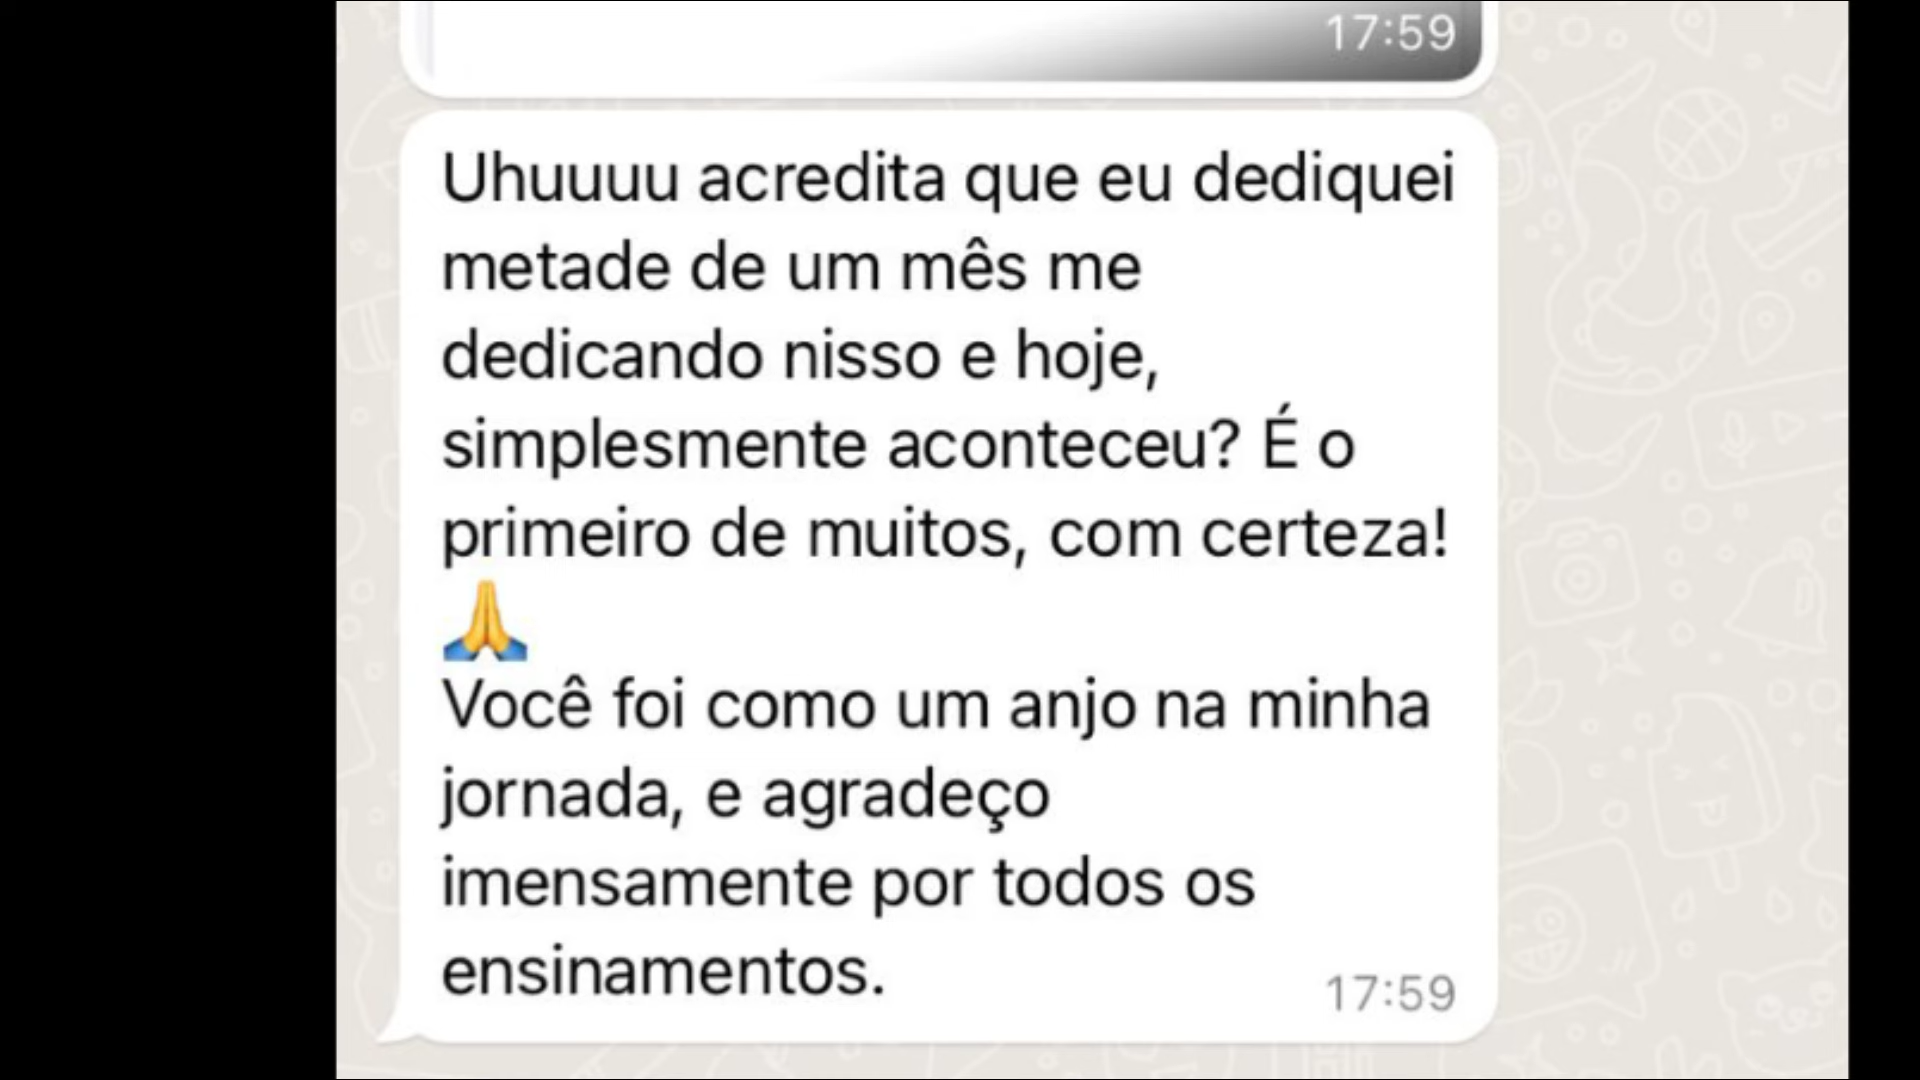 17:59
Uhuuuu acredita que eu dediquei
metade de um mês me
dedicando nisso e hoje,
simplesmente aconteceu? É o
primeiro de muitos, com certeza!
🙏
Você foi como um anjo na minha
jornada, e agradeço
imensamente por todos os
ensinamentos.
17:59